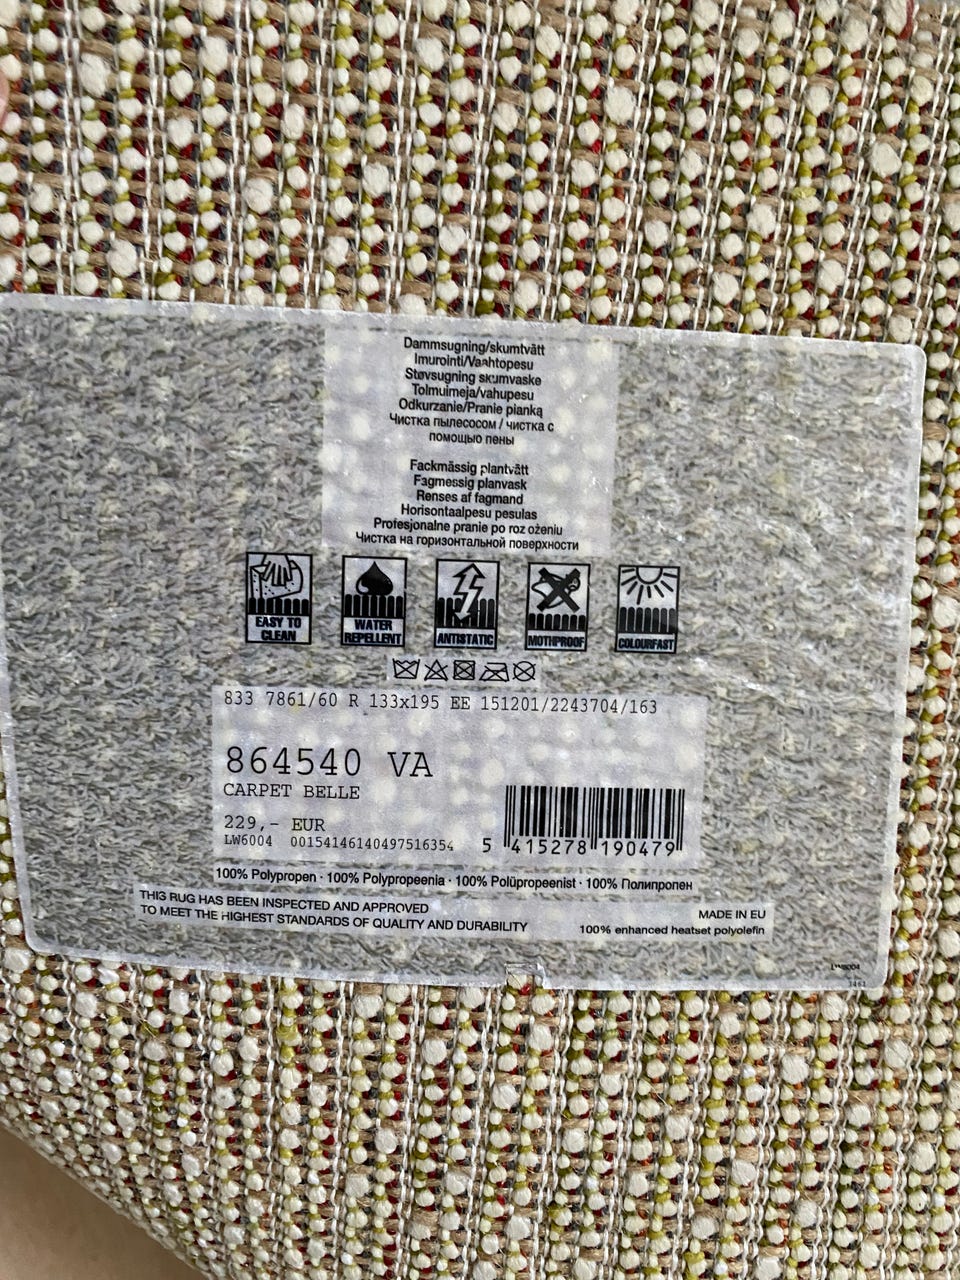 Dammsugning/skumtvätt
Imurointi/Vaahtopesu
Støvsugning skumvaske
Tolmuimeja/vahupesu
Odkurzanie/Pranie pianką
Чистка пылесосом / чистка с
помощью пены
Fackmässig plantvätt
Fagmessig planvask
Renses af fagmand
Horisontaalpesu pesulas
Profesjonalne pranie po roz ożeniu
Чистка на горизонтальной поверхности
EASY TO
CLEAN
WATER
REPELLENT
ANTISTATIC
MOTHPROOF
COLOURFAST
833 7861/60 R 133x195 EE 151201/2243704/163
864540 VA
CARPET BELLE
229,- EUR
LW6004 00154146140497516354
5 415278 190479
100% Polypropen · 100% Polypropeenia · 100% Polüpropeenist · 100% Полипропен
THIS RUG HAS BEEN INSPECTED AND APPROVED
TO MEET THE HIGHEST STANDARDS OF QUALITY AND DURABILITY
MADE IN EU
100% enhanced heatset polyolefin
LW6004
1461